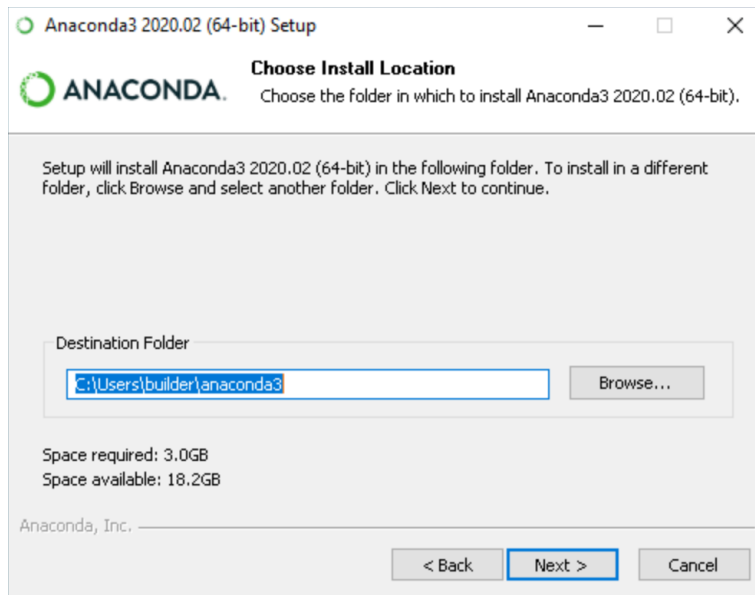 Anaconda3 2020.02 (64-bit) Setup
ANACONDA.
Choose Install Location
Choose the folder in which to install Anaconda3 2020.02 (64-bit).
Setup will install Anaconda3 2020.02 (64-bit) in the following folder. To install in a different
folder, click Browse and select another folder. Click Next to continue.
Destination Folder
C:\Users\builder\anaconda3
Browse...
Space required: 3.0GB
Space available: 18.2GB
Anaconda, Inc.
< Back
Next >
Cancel